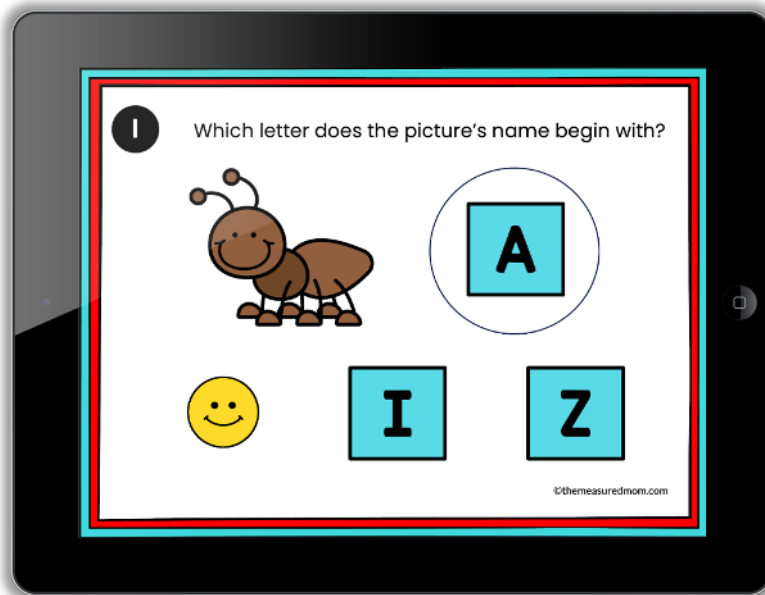 1
Which letter does the picture's name begin with?
A
I
Z
©themeasuredmom.com